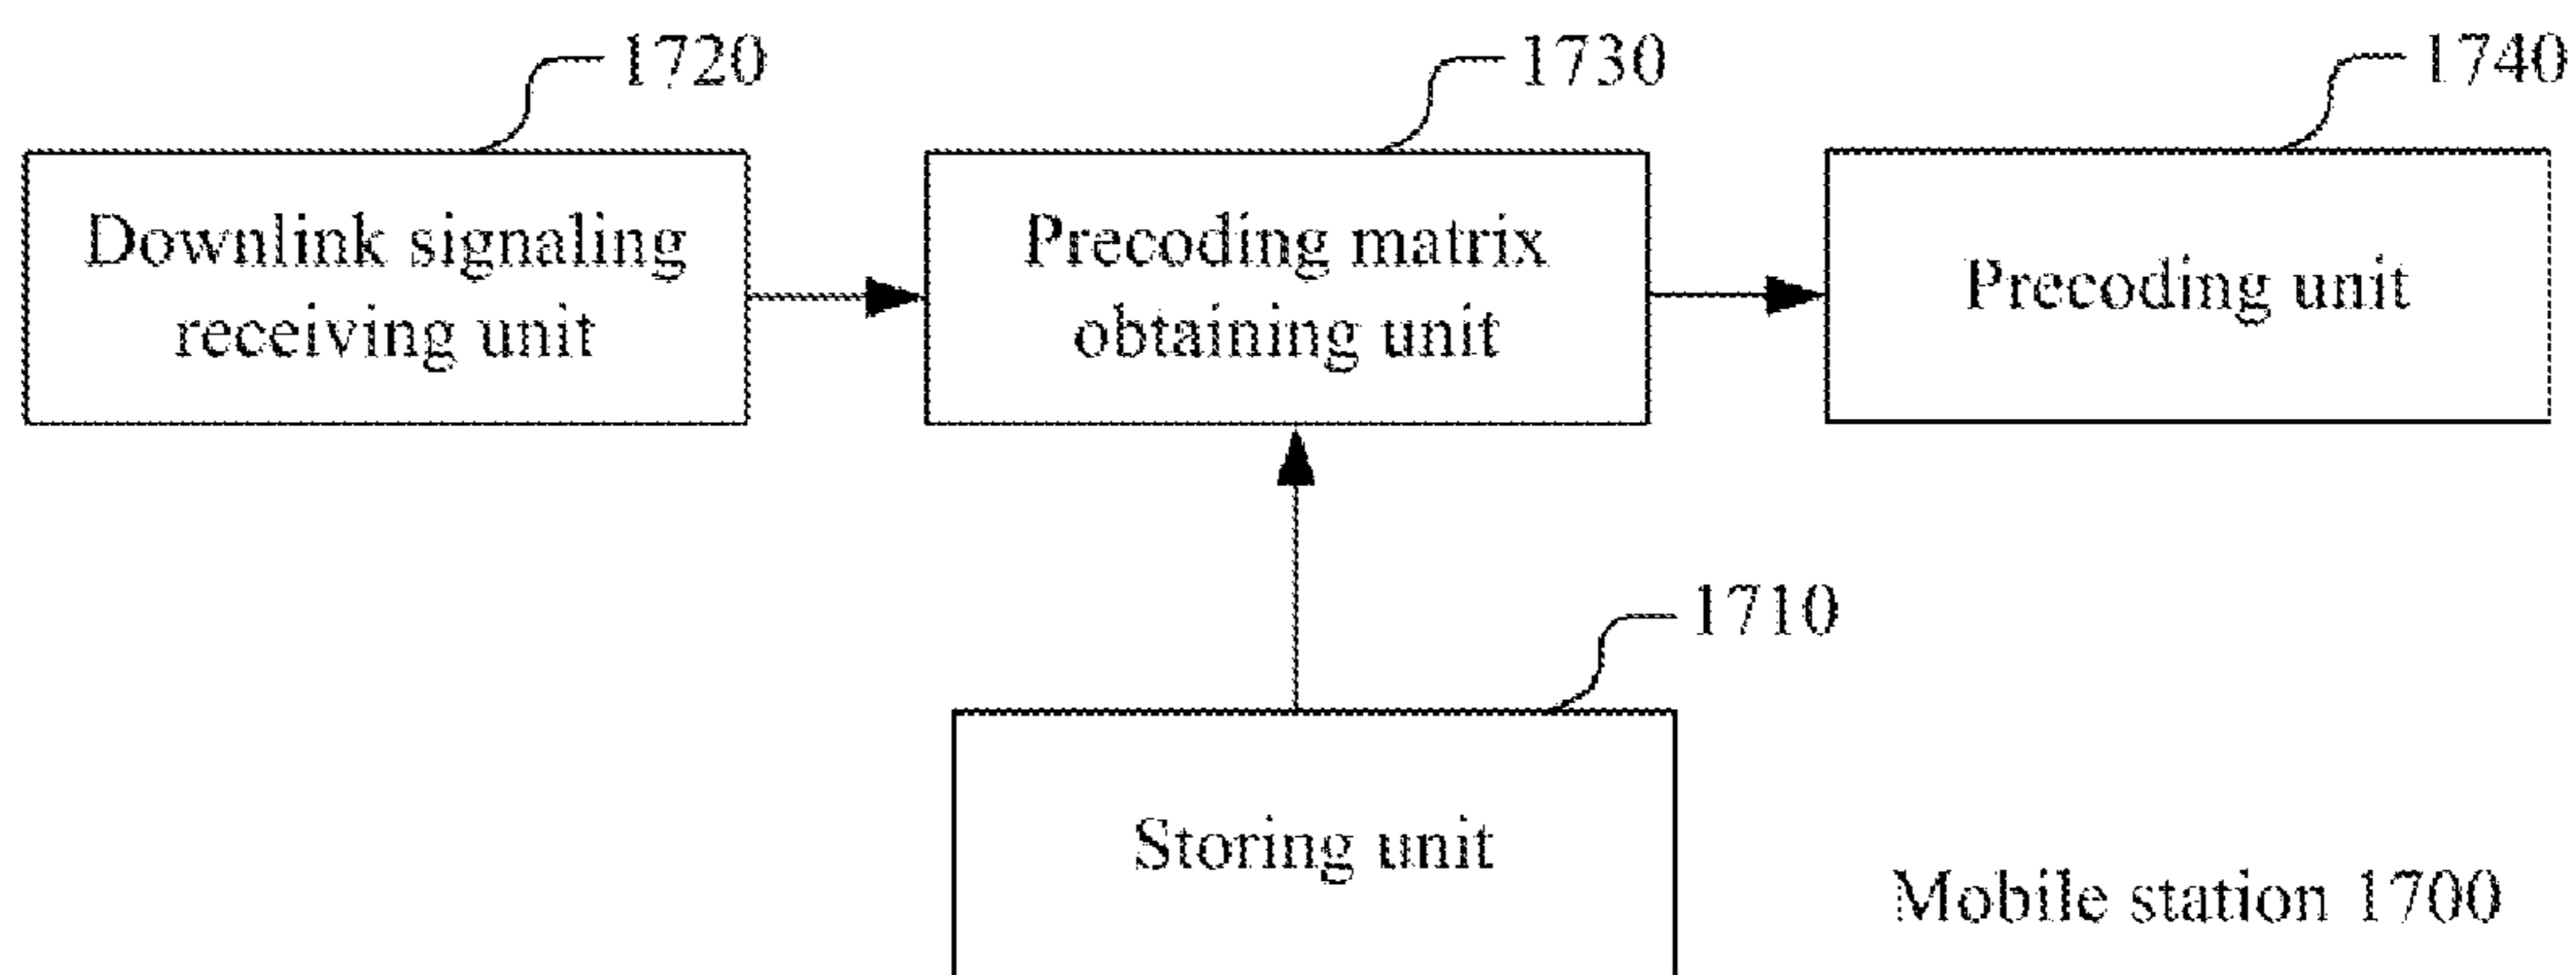 1720
1730
1740
Downlink signaling
receiving unit
Precoding matrix
obtaining unit
Precoding unit
1710
Storing unit
Mobile station 1700